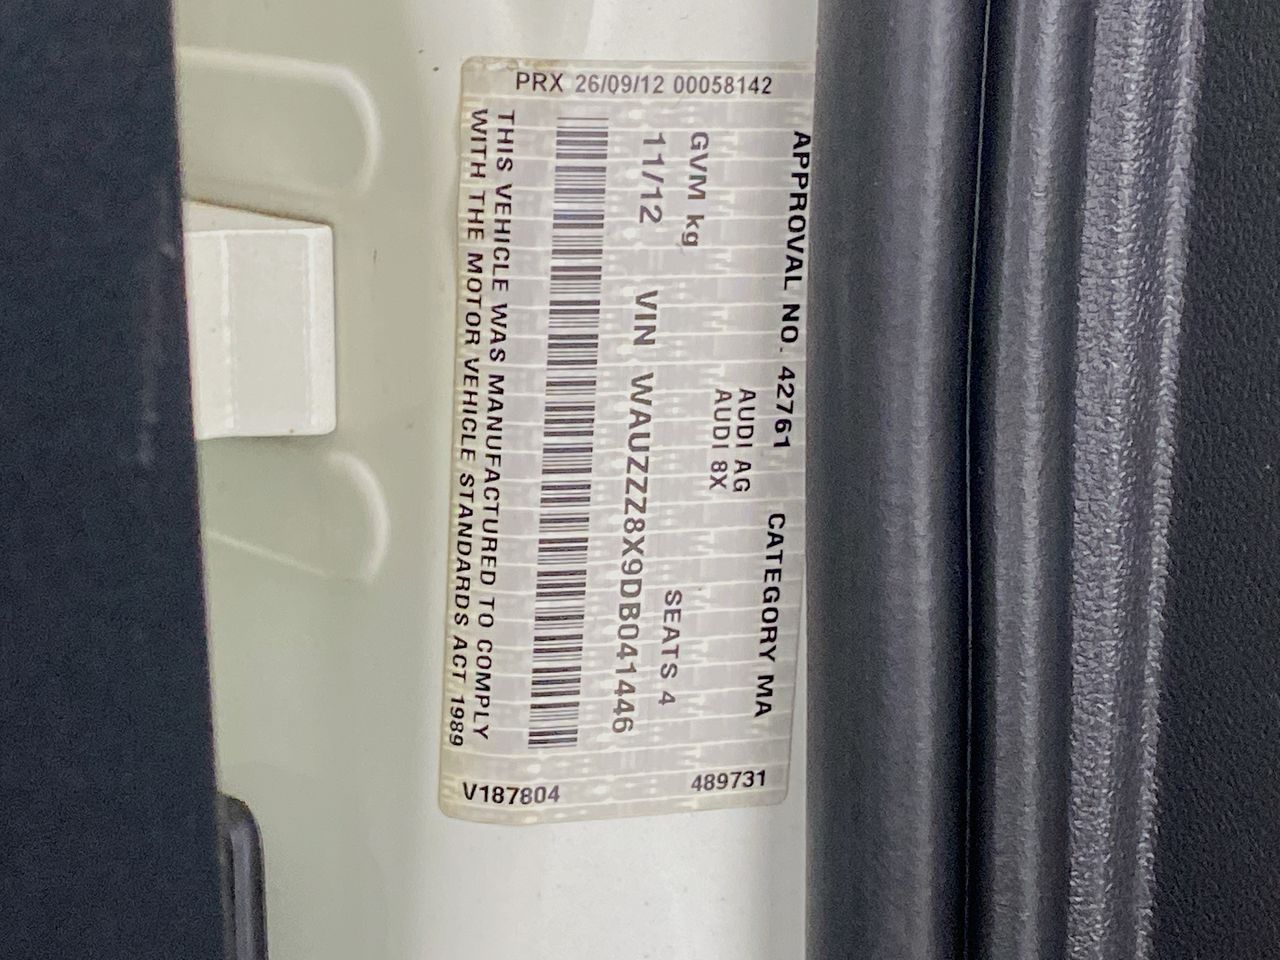 PRX 26/09/12 00058142
APPROVAL NO. 42761 CATEGORY MA
AUDI AG
AUDI 8X
GVM kg SEATS 4
11/12 VIN WAUZZZ8X9DB041446
THIS VEHICLE WAS MANUFACTURED TO COMPLY
WITH THE MOTOR VEHICLE STANDARDS ACT 1989
V187804 489731